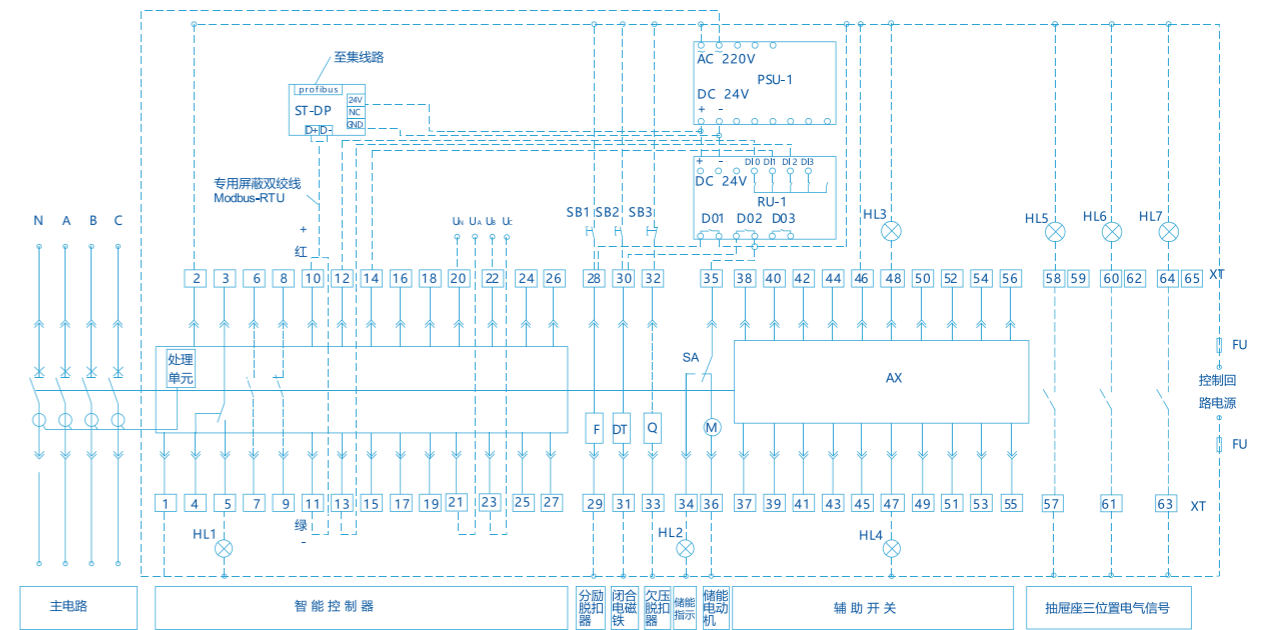 至集线路
profibus
ST-DP
24V
NC
GND
D+ D-
AC 220V
PSU-1
DC 24V
+ -
+ - DI0 DI1 DI2 DI3
DC 24V
RU-1
D01 D02 D03
专用屏蔽双绞线
Modbus-RTU
+
红
N A B C
UN UA UB UC
SB1 SB2 SB3
HL3
HL5 HL6 HL7
2 3 6 8 10 12 14 16 18 20 22 24 26 28 30 32 35 38 40 42 44 46 48 50 52 54 56 58 59 60 62 64 65 XT
处理
单元
SA
AX
FU
控制回
路电源
FU
F DT Q M
1 4 5 7 9 11 13 15 17 19 21 23 25 27 29 31 33 34 36 37 39 41 43 45 47 49 51 53 55 57 61 63 XT
绿
-
HL1
HL2
HL4
主电路
智能控制器
分励
脱扣
器
闭合
电磁
铁
欠压
脱扣
器
储能
指示
储能
电动
机
辅助开关
抽屉座三位置电气信号